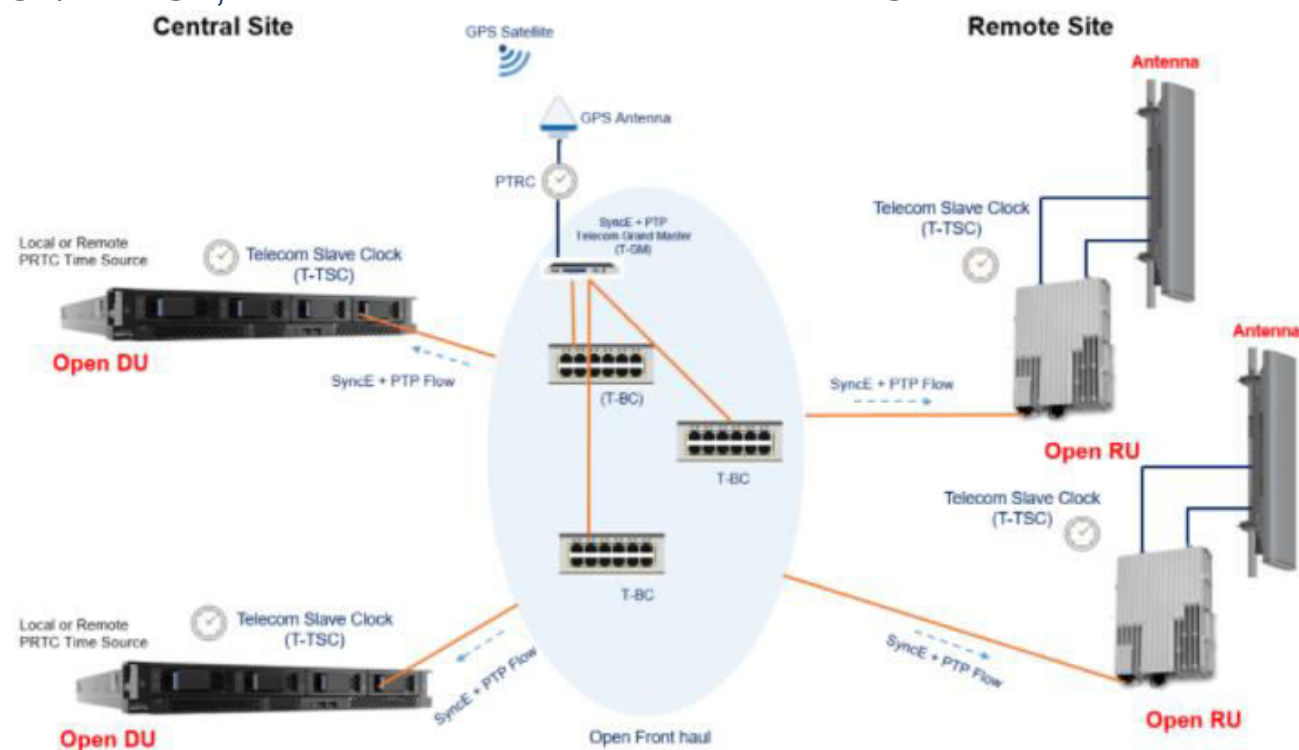 Central Site
GPS Satellite
Remote Site
Antenna
GPS Antenna
PTRC
SyncE + PTP
Telecom Grand Master
(T-GM)
Telecom Slave Clock
(T-TSC)
Local or Remote
PRTC Time Source
Telecom Slave Clock
(T-TSC)
Open DU
SyncE + PTP Flow
(T-BC)
SyncE + PTP Flow
Antenna
Open RU
T-BC
Telecom Slave Clock
(T-TSC)
T-BC
Local or Remote
PRTC Time Source
Telecom Slave Clock
(T-TSC)
SyncE + PTP Flow
SyncE + PTP Flow
Open DU
Open Front haul
Open RU